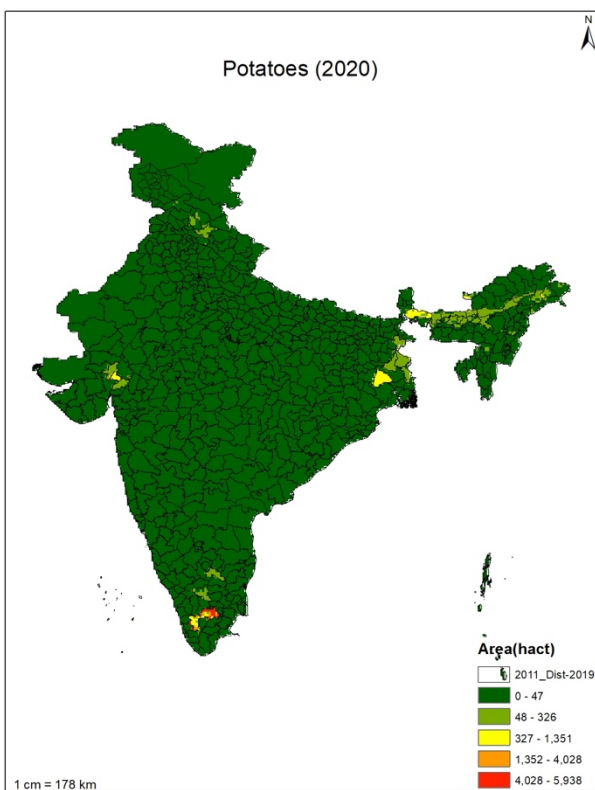 N
Potatoes (2020)
Area(hact)
2011_Dist-2019
0 - 47
48 - 326
327 - 1,351
1,352 - 4,028
4,028 - 5,938
1 cm = 178 km